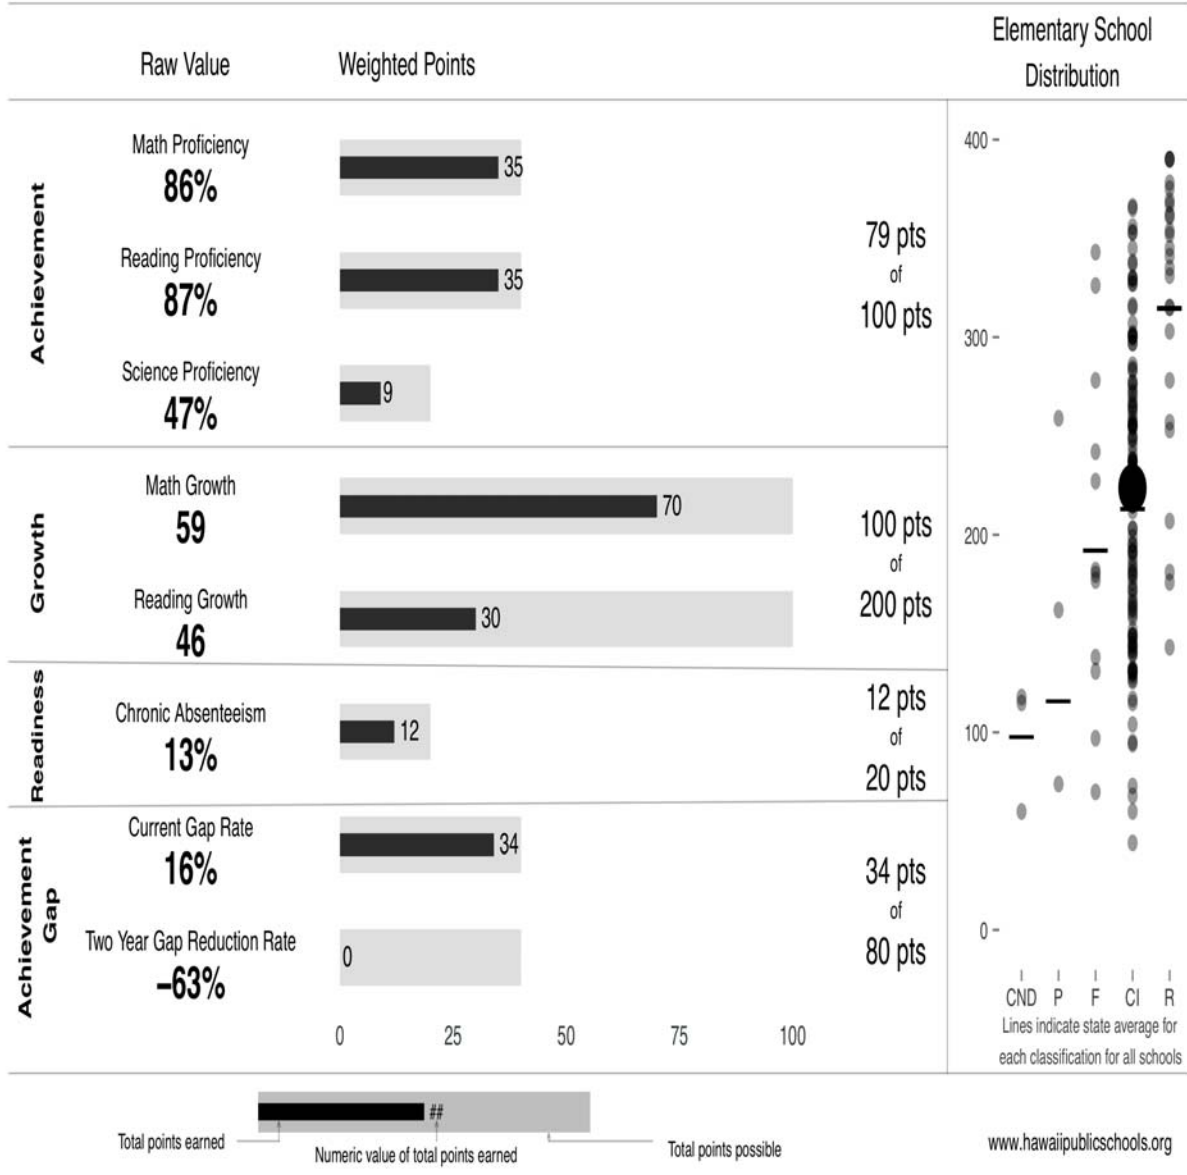 Raw Value
Weighted Points
Elementary School
Distribution
Achievement
Math Proficiency
86%
35
Reading Proficiency
87%
35
Science Proficiency
47%
9
79 pts
of
100 pts
Growth
Math Growth
59
70
Reading Growth
46
30
100 pts
of
200 pts
Readiness
Chronic Absenteeism
13%
12
12 pts
of
20 pts
Achievement
Gap
Current Gap Rate
16%
34
Two Year Gap Reduction Rate
–63%
0
34 pts
of
80 pts
0 25 50 75 100
400
300
200
100
0
CND P F CI R
Lines indicate state average for
each classification for all schools
##
Total points earned
Numeric value of total points earned
Total points possible
www.hawaiipublicschools.org